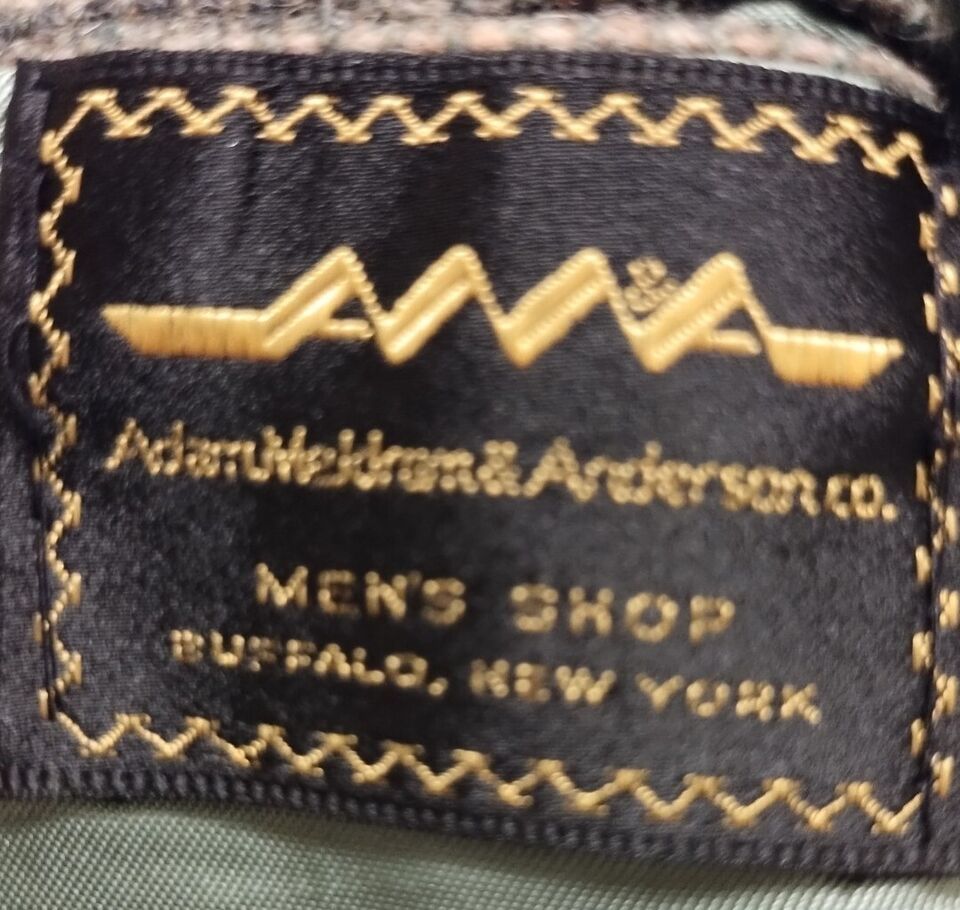 AM&A
Adam, Meldrum & Anderson co.
MEN'S SHOP
BUFFALO, NEW YORK